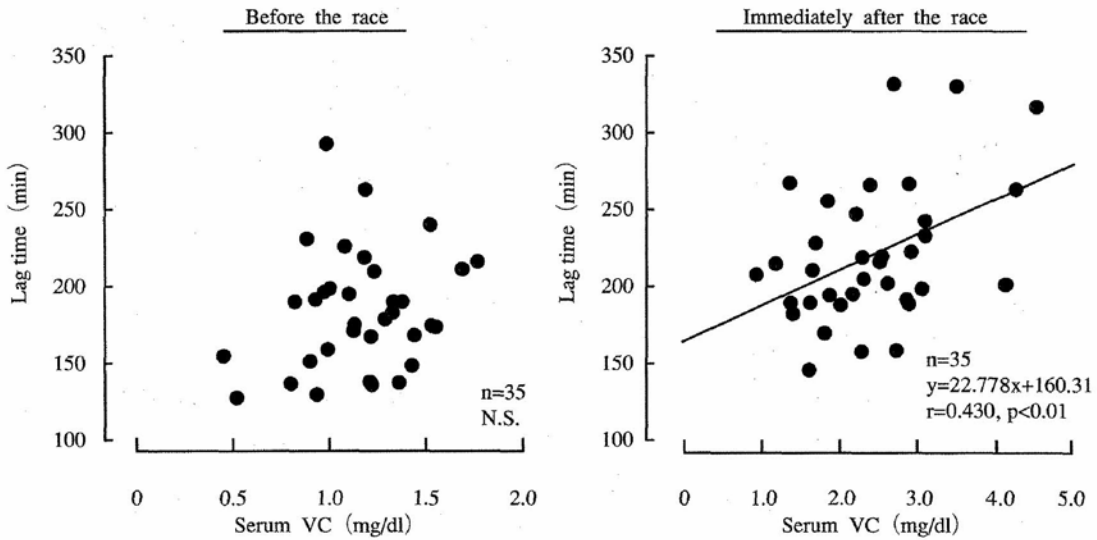 Before the race
350
300
250
200
150
100
Lag time (min)
n=35
N.S.
0 0.5 1.0 1.5 2.0
Serum VC (mg/dl)
Immediately after the race
350
300
250
200
150
100
Lag time (min)
n=35
y=22.778x+160.31
r=0.430, p<0.01
0 1.0 2.0 3.0 4.0 5.0
Serum VC (mg/dl)